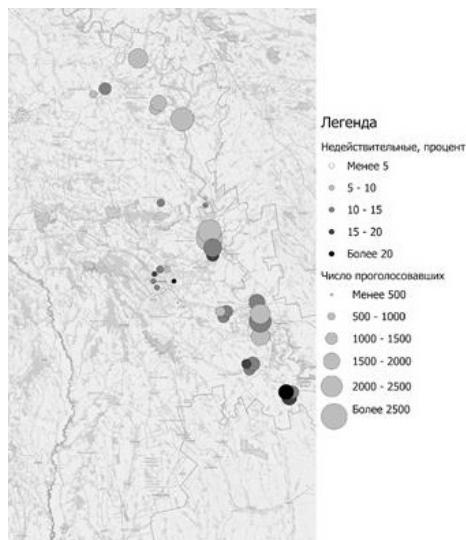 Легенда
Недействительные, процент
Менее 5
5 - 10
10 - 15
15 - 20
Более 20
Число проголосовавших
Менее 500
500 - 1000
1000 - 1500
1500 - 2000
2000 - 2500
Более 2500